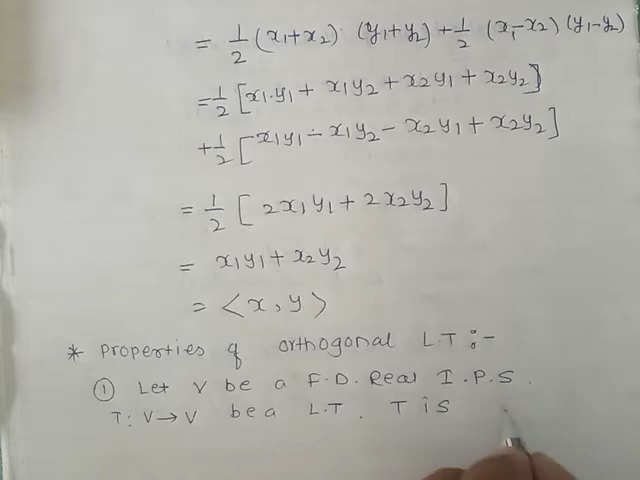 = 1/2 (x₁+x₂) (y₁+y₂) + 1/2 (x₁-x₂) (y₁-y₂)
= 1/2 [x₁.y₁ + x₁y₂ + x₂y₁ + x₂y₂]
+ 1/2 [x₁y₁ - x₁y₂ - x₂y₁ + x₂y₂]
= 1/2 [2x₁y₁ + 2x₂y₂]
= x₁y₁ + x₂y₂
= <x, y>
* Properties of orthogonal L.T :-
① Let V be a F.D. Real I.P.S.
T: V→V be a L.T. T is